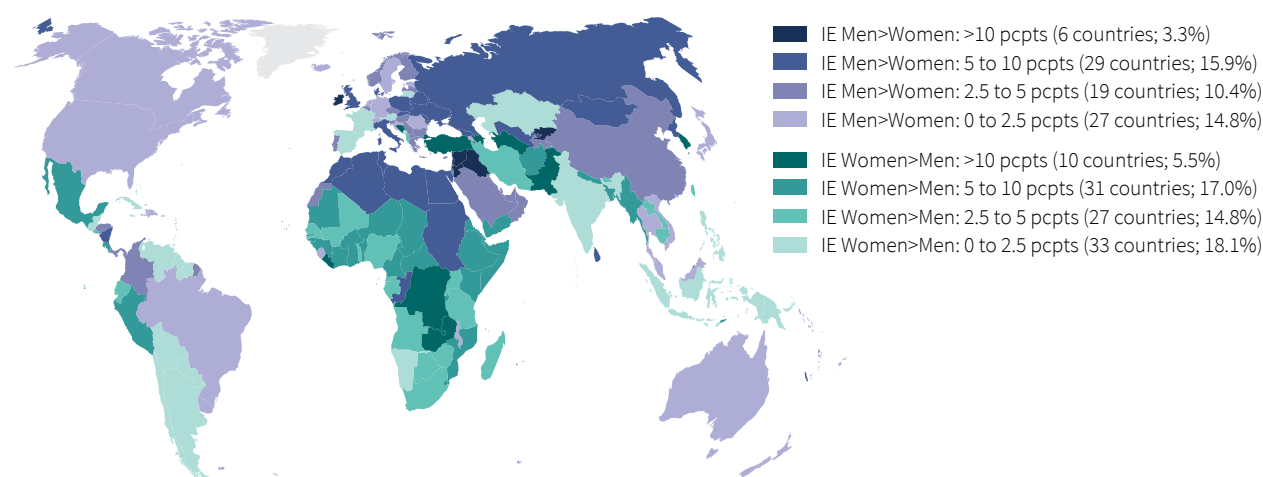 IE Men>Women: >10 pcpts (6 countries; 3.3%)
IE Men>Women: 5 to 10 pcpts (29 countries; 15.9%)
IE Men>Women: 2.5 to 5 pcpts (19 countries; 10.4%)
IE Men>Women: 0 to 2.5 pcpts (27 countries; 14.8%)
IE Women>Men: >10 pcpts (10 countries; 5.5%)
IE Women>Men: 5 to 10 pcpts (31 countries; 17.0%)
IE Women>Men: 2.5 to 5 pcpts (27 countries; 14.8%)
IE Women>Men: 0 to 2.5 pcpts (33 countries; 18.1%)